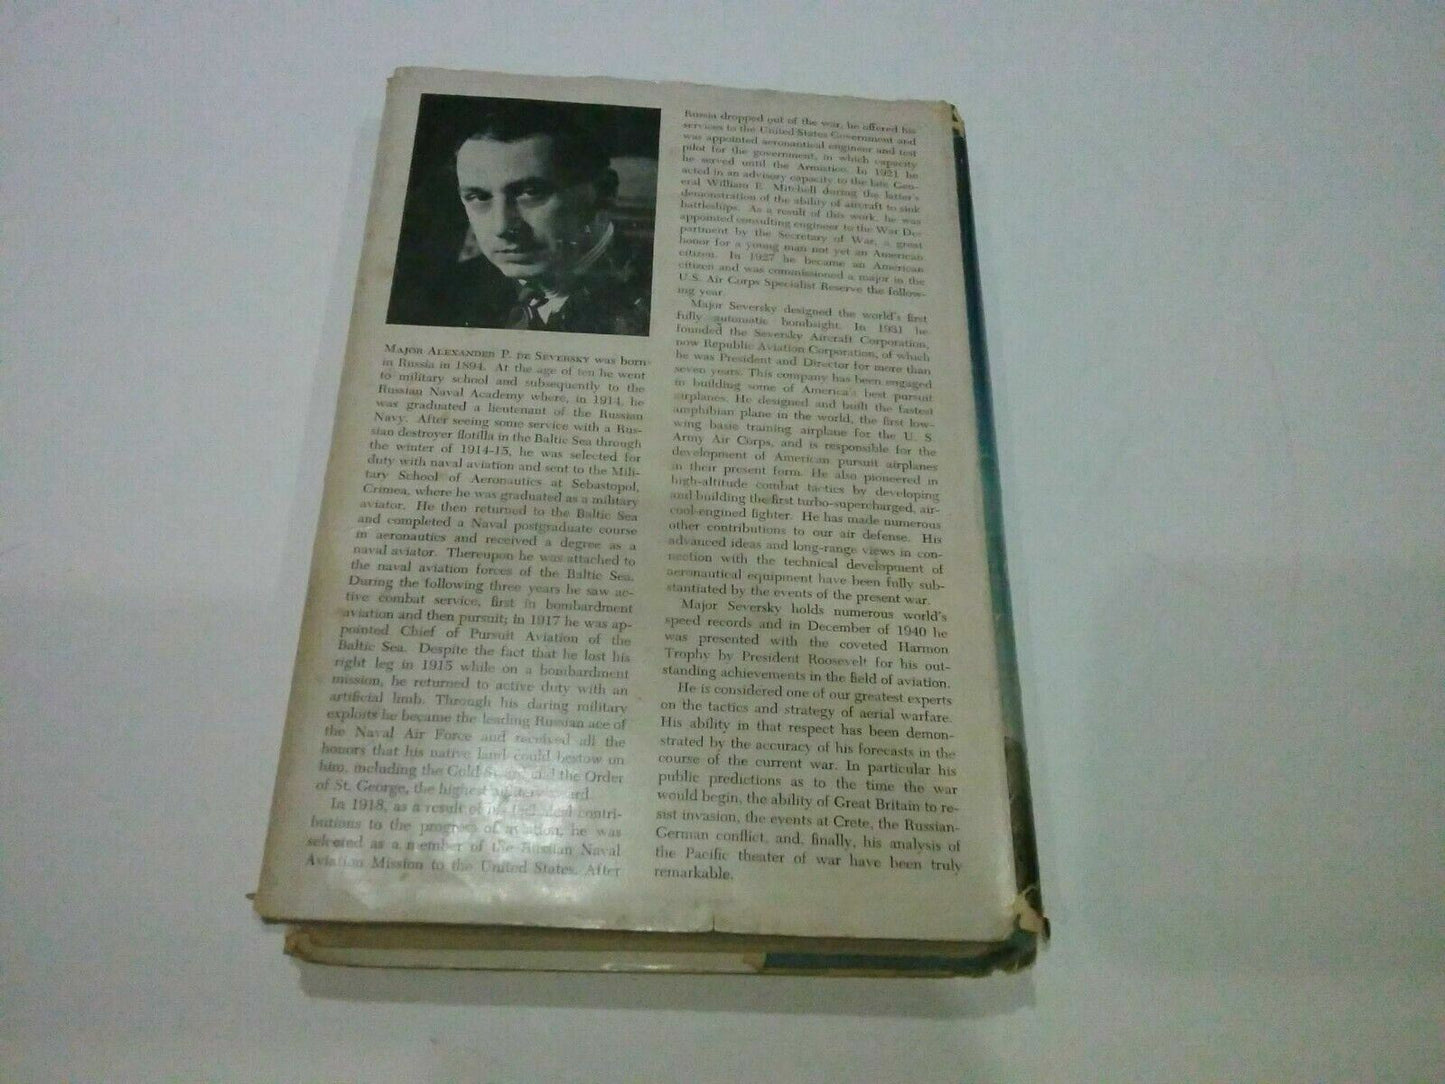 MAJOR ALEXANDER P. DE SEVERSKY was born
in Russia in 1894. At the age of ten he went
to military school and subsequently to the
Russian Naval Academy where, in 1914, he
was graduated a lieutenant of the Russian
Navy. After seeing some service with a Rus-
sian destroyer flotilla in the Baltic Sea through
the winter of 1914-15, he was selected for
duty with naval aviation and sent to the Mili-
tary School of Aeronautics at Sebastopol,
Crimea, where he was graduated as a military
aviator. He then returned to the Baltic Sea
and completed a Naval postgraduate course
in aeronautics and received a degree as a
naval aviator. Thereupon he was attached to
the naval aviation forces of the Baltic Sea.
During the following three years he saw ac-
tive combat service, first in bombardment
aviation and then pursuit; in 1917 he was ap-
pointed Chief of Pursuit Aviation of the
Baltic Sea. Despite the fact that he lost his
right leg in 1915 while on a bombardment
mission, he returned to active duty with an
artificial limb. Through his daring military
exploits he became the leading Russian ace of
the Naval Air Force and received all the
honors that his native land could bestow on
him, including the Gold and the Order
of St. George, the highest award
In 1918, as a result of his contri-
butions to the progress of aviation, he was
selected as a member of the Russian Naval
Aviation Mission to the United States. After
Russia dropped out of the war, he offered his
services to the United States Government and
was appointed aeronautical engineer and test
pilot for the government, in which capacity
he served until the Armistice. In 1921 he
acted in an advisory capacity to the late Gen-
eral William E. Mitchell during the latter's
demonstration of the ability of aircraft to sink
battleships. As a result of this work, he was
appointed consulting engineer to the War De-
partment by the Secretary of War, a great
honor for a young man not yet an American
citizen. In 1927 he became an American
citizen and was commissioned a major in the
U.S. Air Corps Specialist Reserve the follow-
ing year.
Major Seversky designed the world's first
fully automatic bombsight. In 1931 he
founded the Seversky Aircraft Corporation,
now Republic Aviation Corporation, of which
he was President and Director for more than
seven years. This company has been engaged
in building some of America's best pursuit
airplanes. He designed and built the fastest
amphibian plane in the world, the first low-
wing basic training airplane for the U. S.
Army Air Corps, and is responsible for the
development of American pursuit airplanes
in their present form. He also pioneered in
high-altitude combat tactics by developing
and building the first turbo-supercharged, air-
cool-engined fighter. He has made numerous
other contributions to our air defense. His
advanced ideas and long-range views in con-
nection with the technical development of
aeronautical equipment have been fully sub-
stantiated by the events of the present war.
Major Seversky holds numerous world's
speed records and in December of 1940 he
was presented with the coveted Harmon
Trophy by President Roosevelt for his out-
standing achievements in the field of aviation.
He is considered one of our greatest experts
on the tactics and strategy of aerial warfare.
His ability in that respect has been demon-
strated by the accuracy of his forecasts in the
course of the current war. In particular his
public predictions as to the time the war
would begin, the ability of Great Britain to re-
sist invasion, the events at Crete, the Russian-
German conflict, and, finally, his analysis of
the Pacific theater of war have been truly
remarkable.